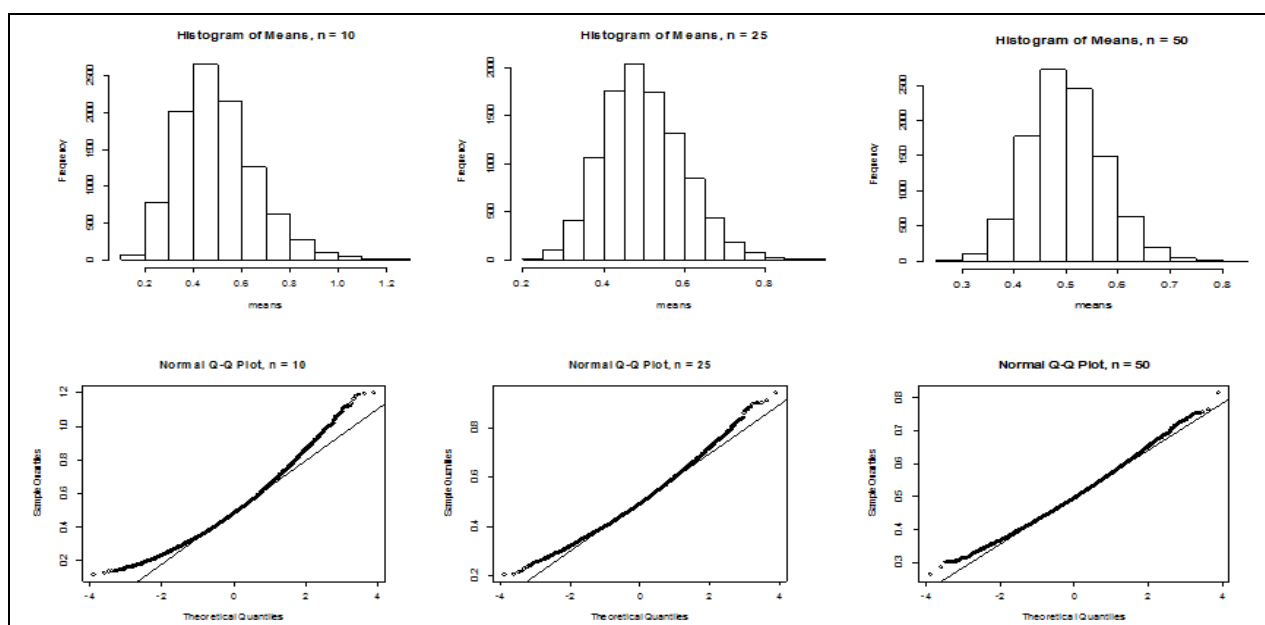 Histogram of Means, n = 10
Frequency
0 500 1000 1500 2000 2500
0.2 0.4 0.6 0.8 1.0 1.2
means
Histogram of Means, n = 25
Frequency
0 500 1000 1500 2000
0.2 0.4 0.6 0.8
means
Histogram of Means, n = 50
Frequency
0 500 1000 1500 2000 2500
0.3 0.4 0.5 0.6 0.7 0.8
means
Normal Q-Q Plot, n = 10
Sample Quantiles
0.2 0.4 0.6 0.8 1.0 1.2
-4 -2 0 2 4
Theoretical Quantiles
Normal Q-Q Plot, n = 25
Sample Quantiles
0.2 0.4 0.6 0.8
-4 -2 0 2 4
Theoretical Quantiles
Normal Q-Q Plot, n = 50
Sample Quantiles
0.3 0.4 0.5 0.6 0.7 0.8
-4 -2 0 2 4
Theoretical Quantiles